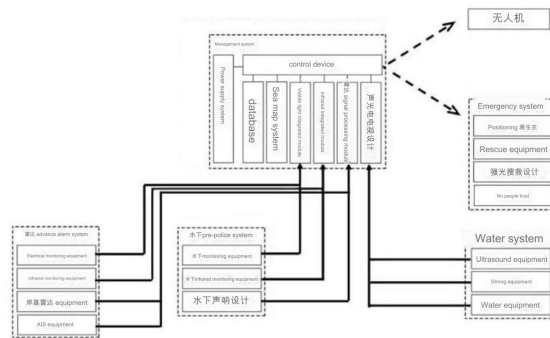 无人机
Management system
control device
Power supply system
database
Sea map system
Visible light integrated module
Infrared integrated module
雷达 signal processing module
声光电电磁设计
Emergency system
Positioning 救生衣
Rescue equipment
强光搜救设计
No people boat
雷达 advance alarm system
Electrical monitoring equipment
Infrared monitoring equipment
岸基雷达 equipment
AIS equipment
水下pre-police system
水下monitoring equipment
水下Infrared monitoring equipment
水下声呐设计
Water system
Ultrasound equipment
Strong equipment
Water equipment